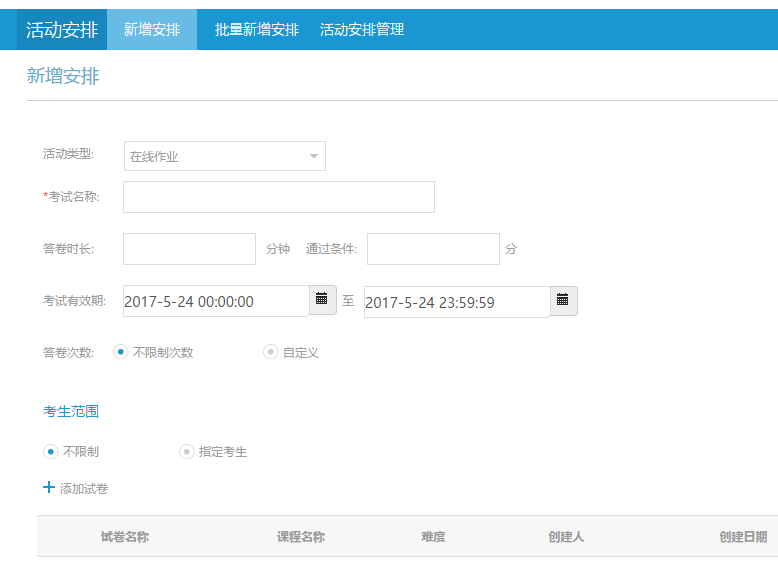 活动安排 新增安排 批量新增安排 活动安排管理
新增安排
活动类型: 在线作业
*考试名称:
答卷时长: 分钟 通过条件: 分
考试有效期: 2017-5-24 00:00:00 至 2017-5-24 23:59:59
答卷次数: 不限制次数 自定义
考生范围
不限制 指定考生
添加试卷
试卷名称 课程名称 难度 创建人 创建日期